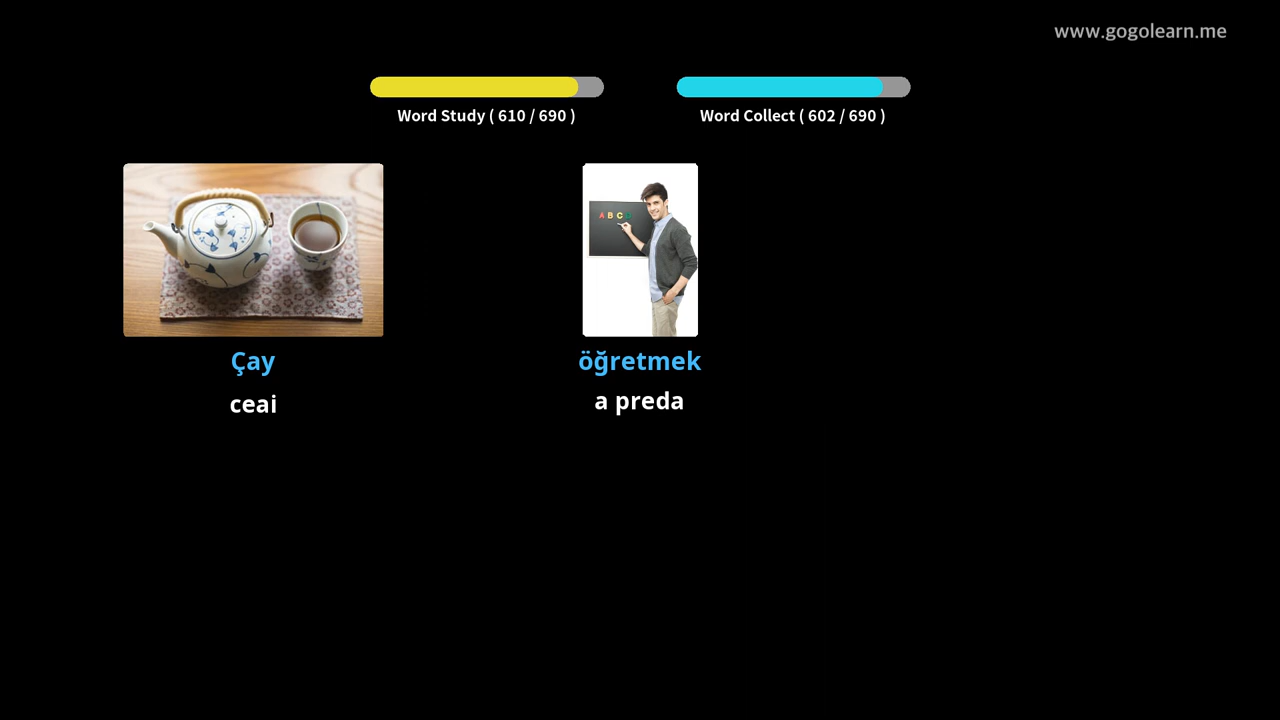 www.gogolearn.me
Word Study ( 610 / 690 )
Word Collect ( 602 / 690 )
A B C D
Çay
öğretmek
ceai
a preda